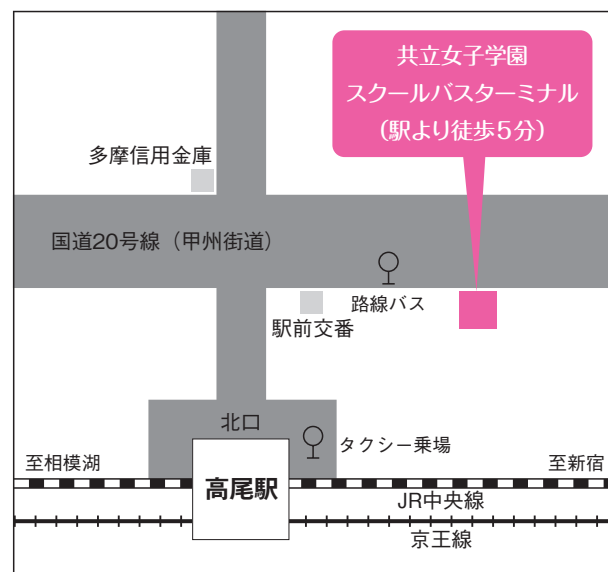 共立女子学園
スクールバスターミナル
（駅より徒歩5分）
多摩信用金庫
国道20号線（甲州街道）
路線バス
駅前交番
北口
タクシー乗場
至相模湖
至新宿
高尾駅
JR中央線
京王線